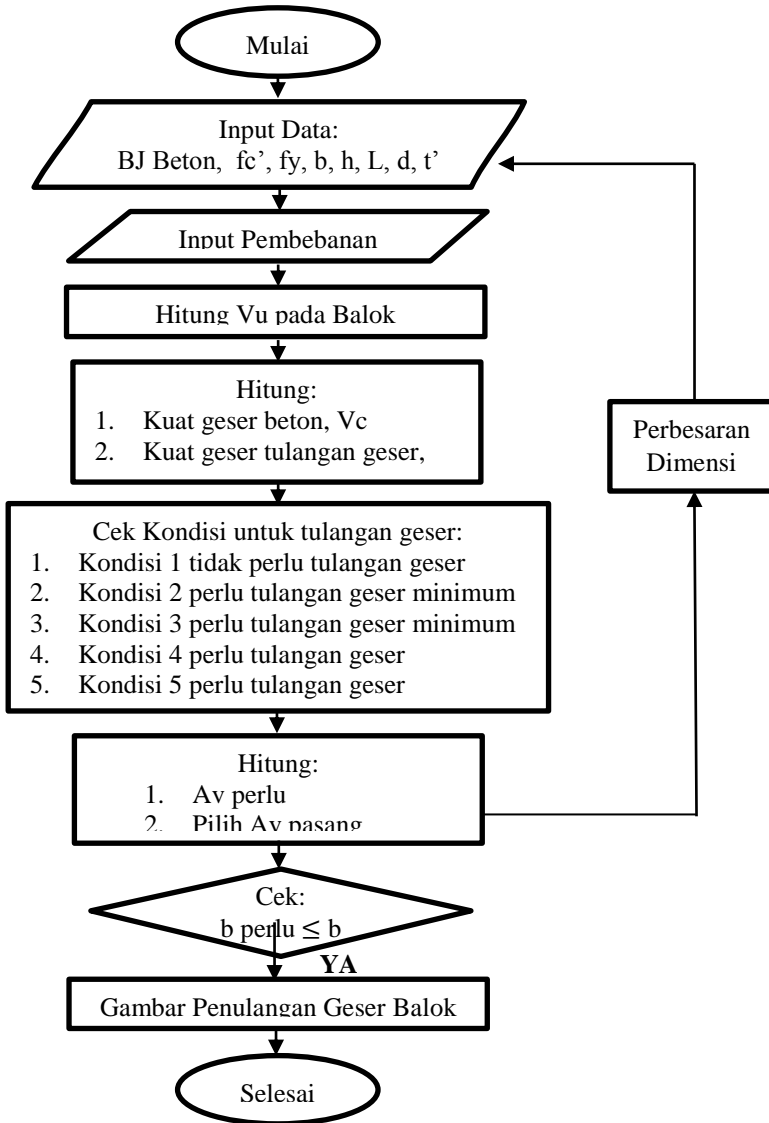 Mulai
Input Data:
BJ Beton, fc’, fy, b, h, L, d, t’
Input Pembebanan
Hitung Vu pada Balok
Hitung:
1. Kuat geser beton, Vc
2. Kuat geser tulangan geser,
Perbesaran
Dimensi
Cek Kondisi untuk tulangan geser:
1. Kondisi 1 tidak perlu tulangan geser
2. Kondisi 2 perlu tulangan geser minimum
3. Kondisi 3 perlu tulangan geser minimum
4. Kondisi 4 perlu tulangan geser
5. Kondisi 5 perlu tulangan geser
Hitung:
1. Av perlu
2. Pilih Av pasang
Cek:
b perlu ≤ b
YA
Gambar Penulangan Geser Balok
Selesai